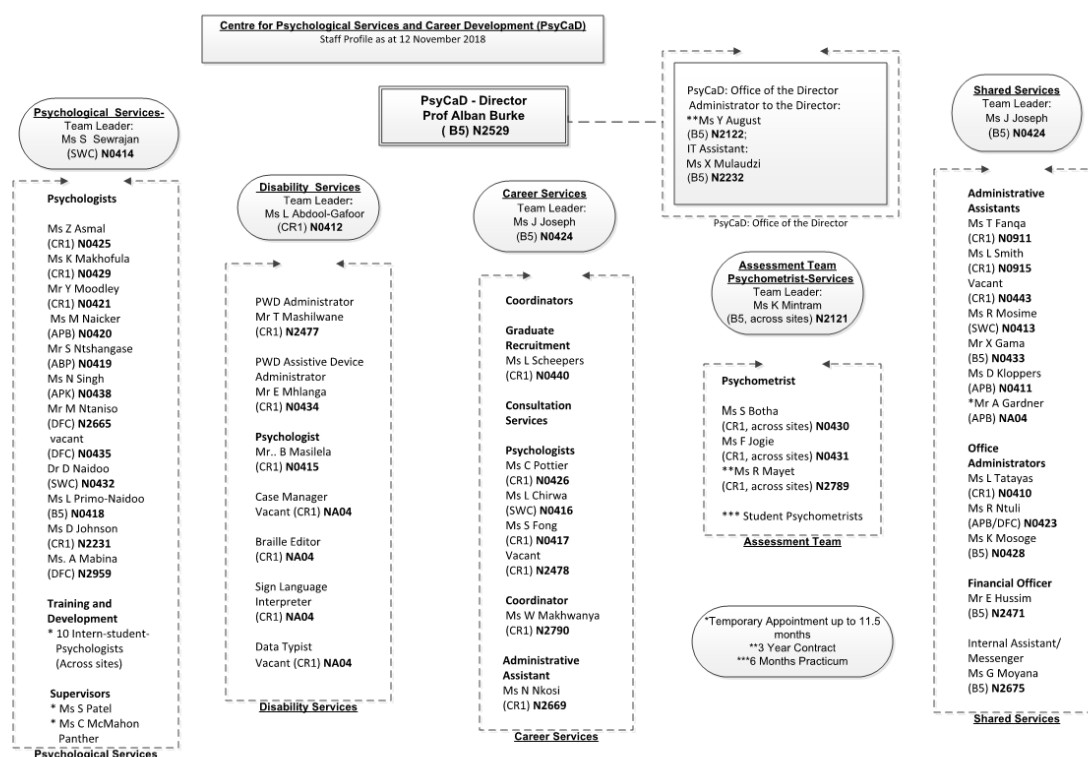 Centre for Psychological Services and Career Development (PsyCaD)
Staff Profile as at 12 November 2018
PsyCaD - Director
Prof Alban Burke
( B5) N2529
PsyCaD: Office of the Director
Administrator to the Director:
**Ms Y August
(B5) N2122;
IT Assistant:
Ms X Mulaudzi
(B5) N2232
PsyCaD: Office of the Director
Psychological Services-
Team Leader:
Ms S Sewrajan
(SWC) N0414
Psychologists
Ms Z Asmal
(CR1) N0425
Ms K Makhofula
(CR1) N0429
Mr Y Moodley
(CR1) N0421
Ms M Naicker
(APB) N0420
Mr S Ntshangase
(ABP) N0419
Ms N Singh
(APK) N0438
Mr M Ntaniso
(DFC) N2665
vacant
(DFC) N0435
Dr D Naidoo
(SWC) N0432
Ms L Primo-Naidoo
(B5) N0418
Ms D Johnson
(CR1) N2231
Ms. A Mabina
(DFC) N2959
Training and
Development
* 10 Intern-student-
Psychologists
(Across sites)
Supervisors
* Ms S Patel
* Ms C McMahon
Panther
Psychological Services
Disability Services
Team Leader:
Ms L Abdool-Gafoor
(CR1) N0412
PWD Administrator
Mr T Mashilwane
(CR1) N2477
PWD Assistive Device
Administrator
Mr E Mhlanga
(CR1) N0434
Psychologist
Mr.. B Masilela
(CR1) N0415
Case Manager
Vacant (CR1) NA04
Braille Editor
(CR1) NA04
Sign Language
Interpreter
(CR1) NA04
Data Typist
Vacant (CR1) NA04
Disability Services
Career Services
Team Leader:
Ms J Joseph
(B5) N0424
Coordinators
Graduate
Recruitment
Ms L Scheepers
(CR1) N0440
Consultation
Services
Psychologists
Ms C Pottier
(CR1) N0426
Ms L Chirwa
(SWC) N0416
Ms S Fong
(CR1) N0417
Vacant
(CR1) N2478
Coordinator
Ms W Makhwanya
(CR1) N2790
Administrative
Assistant
Ms N Nkosi
(CR1) N2669
Career Services
Assessment Team
Psychometrist-Services
Team Leader:
Ms K Mintram
(B5, across sites) N2121
Psychometrist
Ms S Botha
(CR1, across sites) N0430
Ms F Jogie
(CR1, across sites) N0431
**Ms R Mayet
(CR1, across sites) N2789
*** Student Psychometrists
Assessment Team
*Temporary Appointment up to 11.5
months
**3 Year Contract
***6 Months Practicum
Shared Services
Team Leader:
Ms J Joseph
(B5) N0424
Administrative
Assistants
Ms T Fanqa
(CR1) N0911
Ms L Smith
(CR1) N0915
Vacant
(CR1) N0443
Ms R Mosime
(SWC) N0413
Mr X Gama
(B5) N0433
Ms D Kloppers
(APB) N0411
*Mr A Gardner
(APB) NA04
Office
Administrators
Ms L Tatayas
(CR1) N0410
Ms R Ntuli
(APB/DFC) N0423
Ms K Mosoge
(B5) N0428
Financial Officer
Mr E Hussim
(B5) N2471
Internal Assistant/
Messenger
Ms G Moyana
(B5) N2675
Shared Services